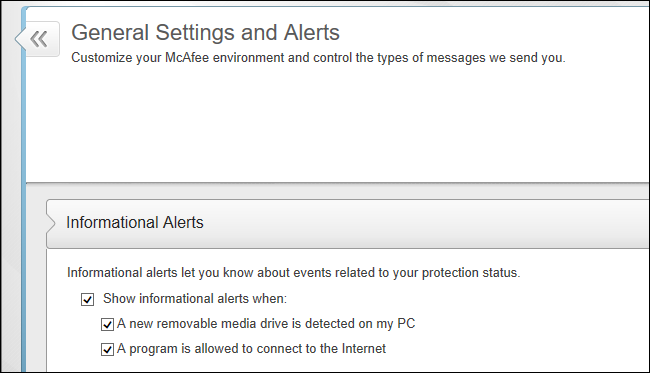 General Settings and Alerts
Customize your McAfee environment and control the types of messages we send you.
Informational Alerts
Informational alerts let you know about events related to your protection status.
Show informational alerts when:
A new removable media drive is detected on my PC
A program is allowed to connect to the Internet